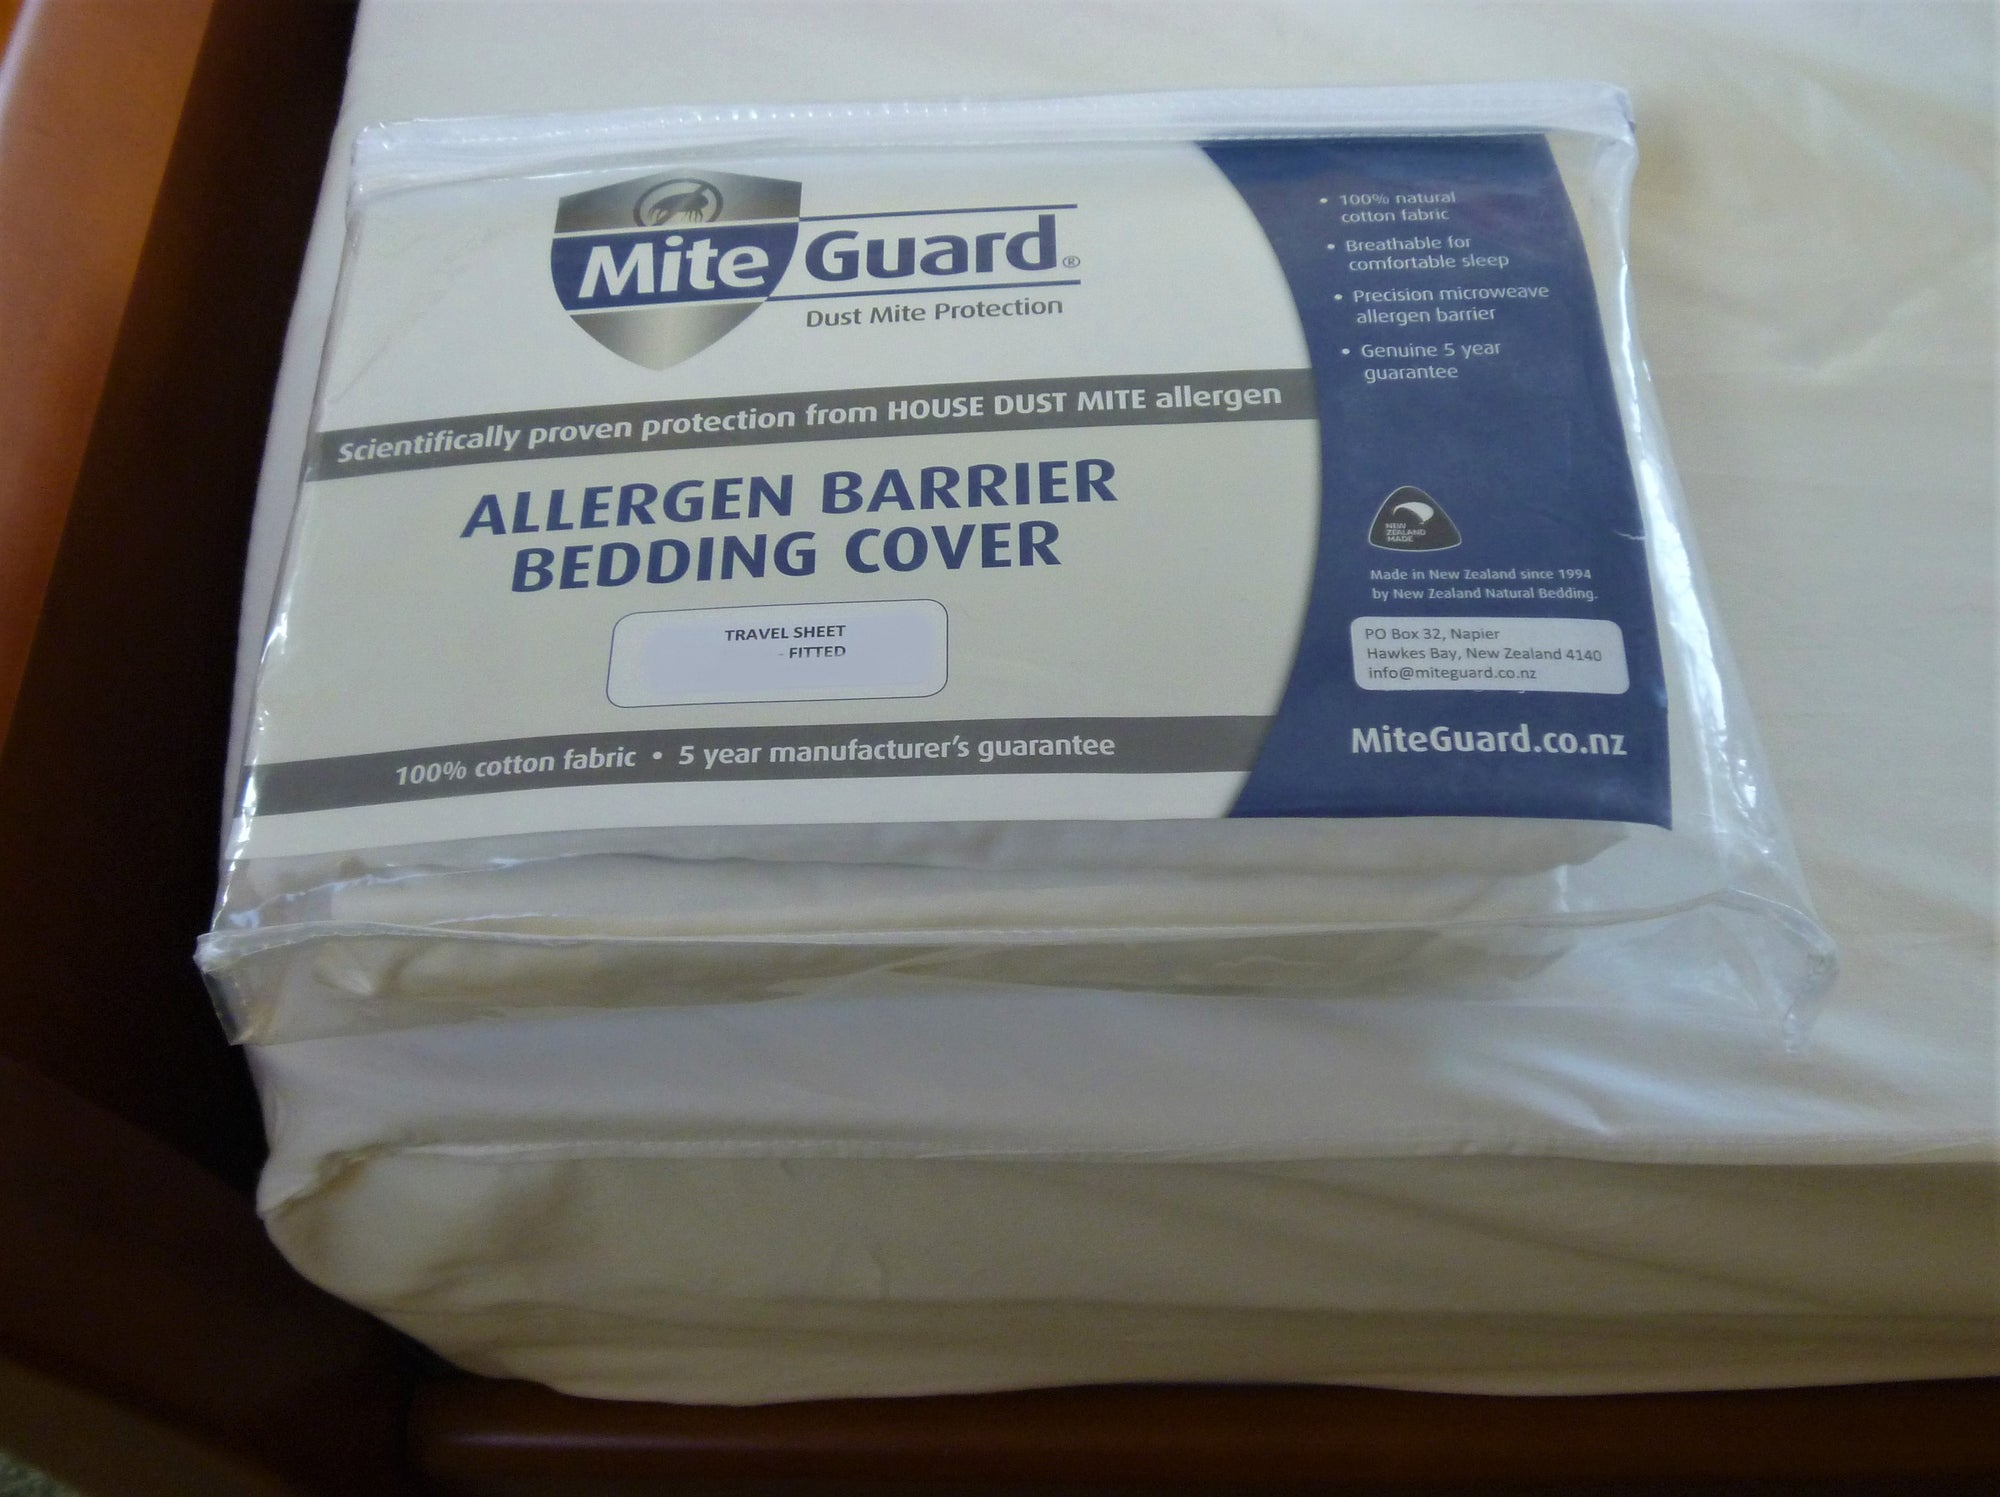 Mite Guard®
Dust Mite Protection
Scientifically proven protection from HOUSE DUST MITE allergen
ALLERGEN BARRIER
BEDDING COVER
TRAVEL SHEET
- FITTED
100% cotton fabric • 5 year manufacturer's guarantee
• 100% natural
cotton fabric
• Breathable for
comfortable sleep
• Precision microweave
allergen barrier
• Genuine 5 year
guarantee
NEW
ZEALAND
MADE
Made in New Zealand since 1994
by New Zealand Natural Bedding.
PO Box 32, Napier
Hawkes Bay, New Zealand 4140
info@miteguard.co.nz
MiteGuard.co.nz